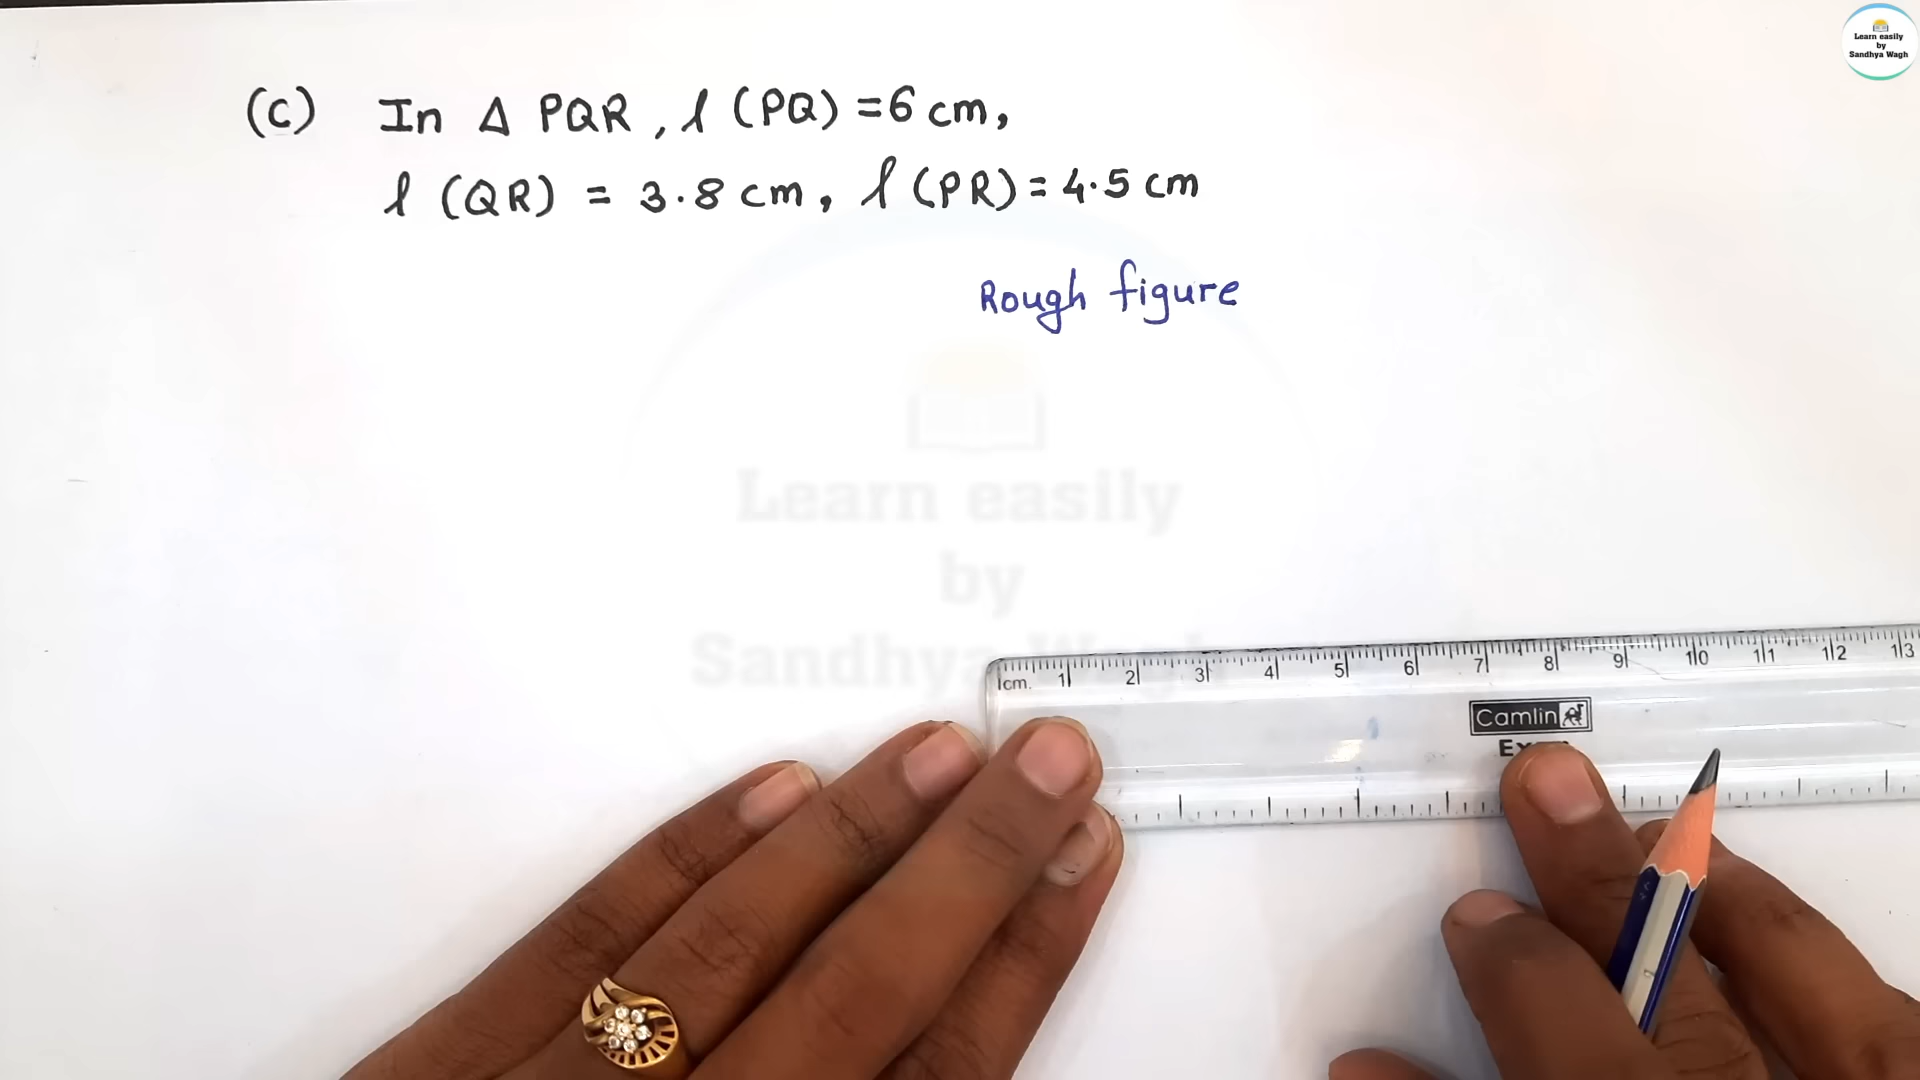 Learn easily
by
Sandhya Wagh
(C) In Δ PQR, l (PQ) = 6 cm,
l (QR) = 3.8 cm, l (PR) = 4.5 cm
Rough figure
Learn easily
by
Sandhya Wagh
cm. 1 2 3 4 5 6 7 8 9 10 11 12 13
Camlin